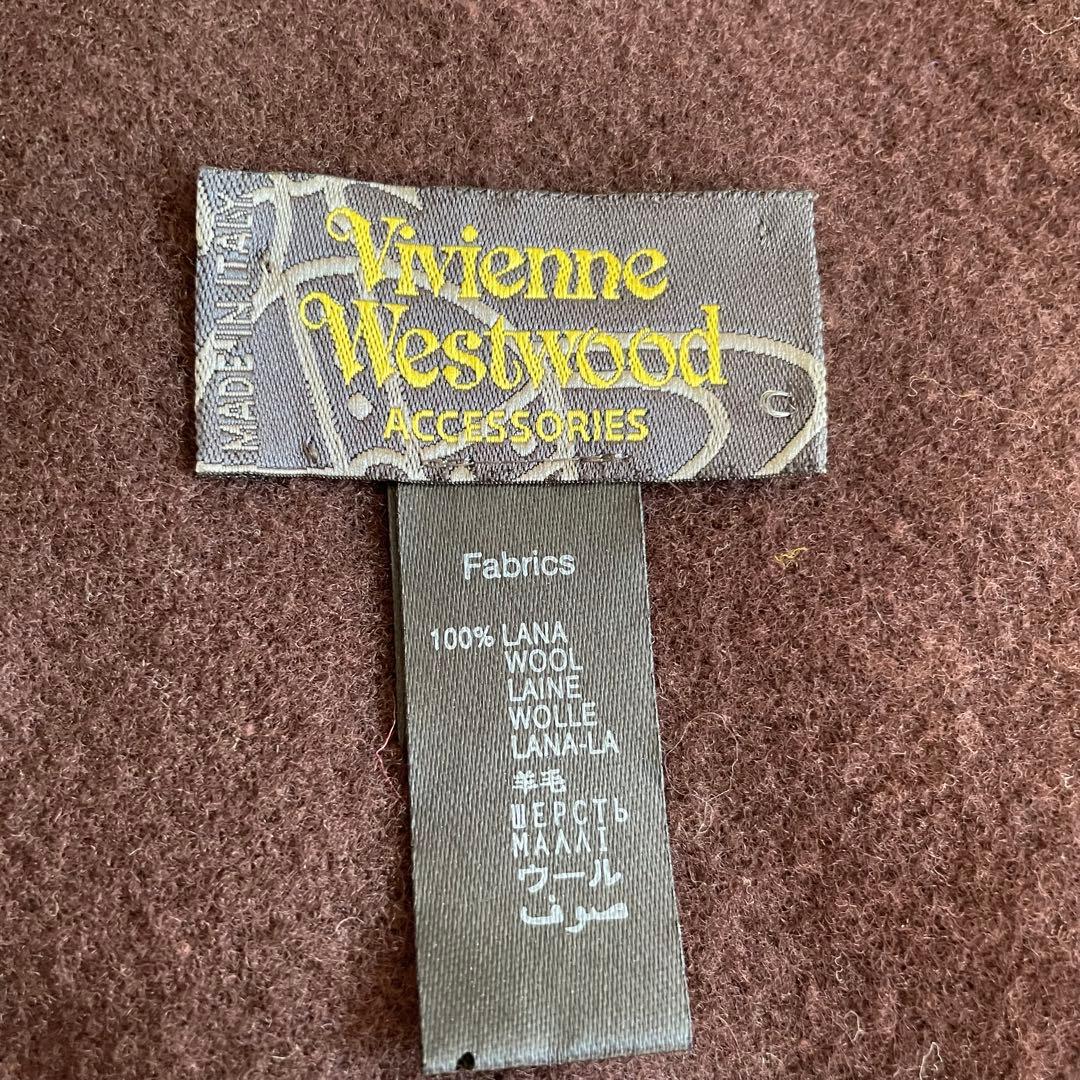 MADE IN ITALY
Vivienne
Westwood
ACCESSORIES
Fabrics
100% LANA
WOOL
LAINE
WOLLE
LANA-LA
羊毛
ШЕРСТЬ
ΜΑΛΛΙ
ウール
صوف